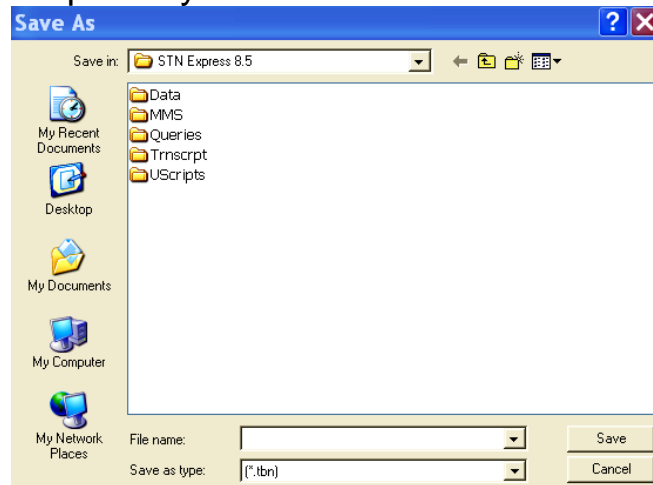 Save As
Save in: STN Express 8.5
Data
MMS
Queries
Trnscrpt
UScripts
My Recent
Documents
Desktop
My Documents
My Computer
My Network
Places
File name:
Save
Save as type: (*.tbn)
Cancel